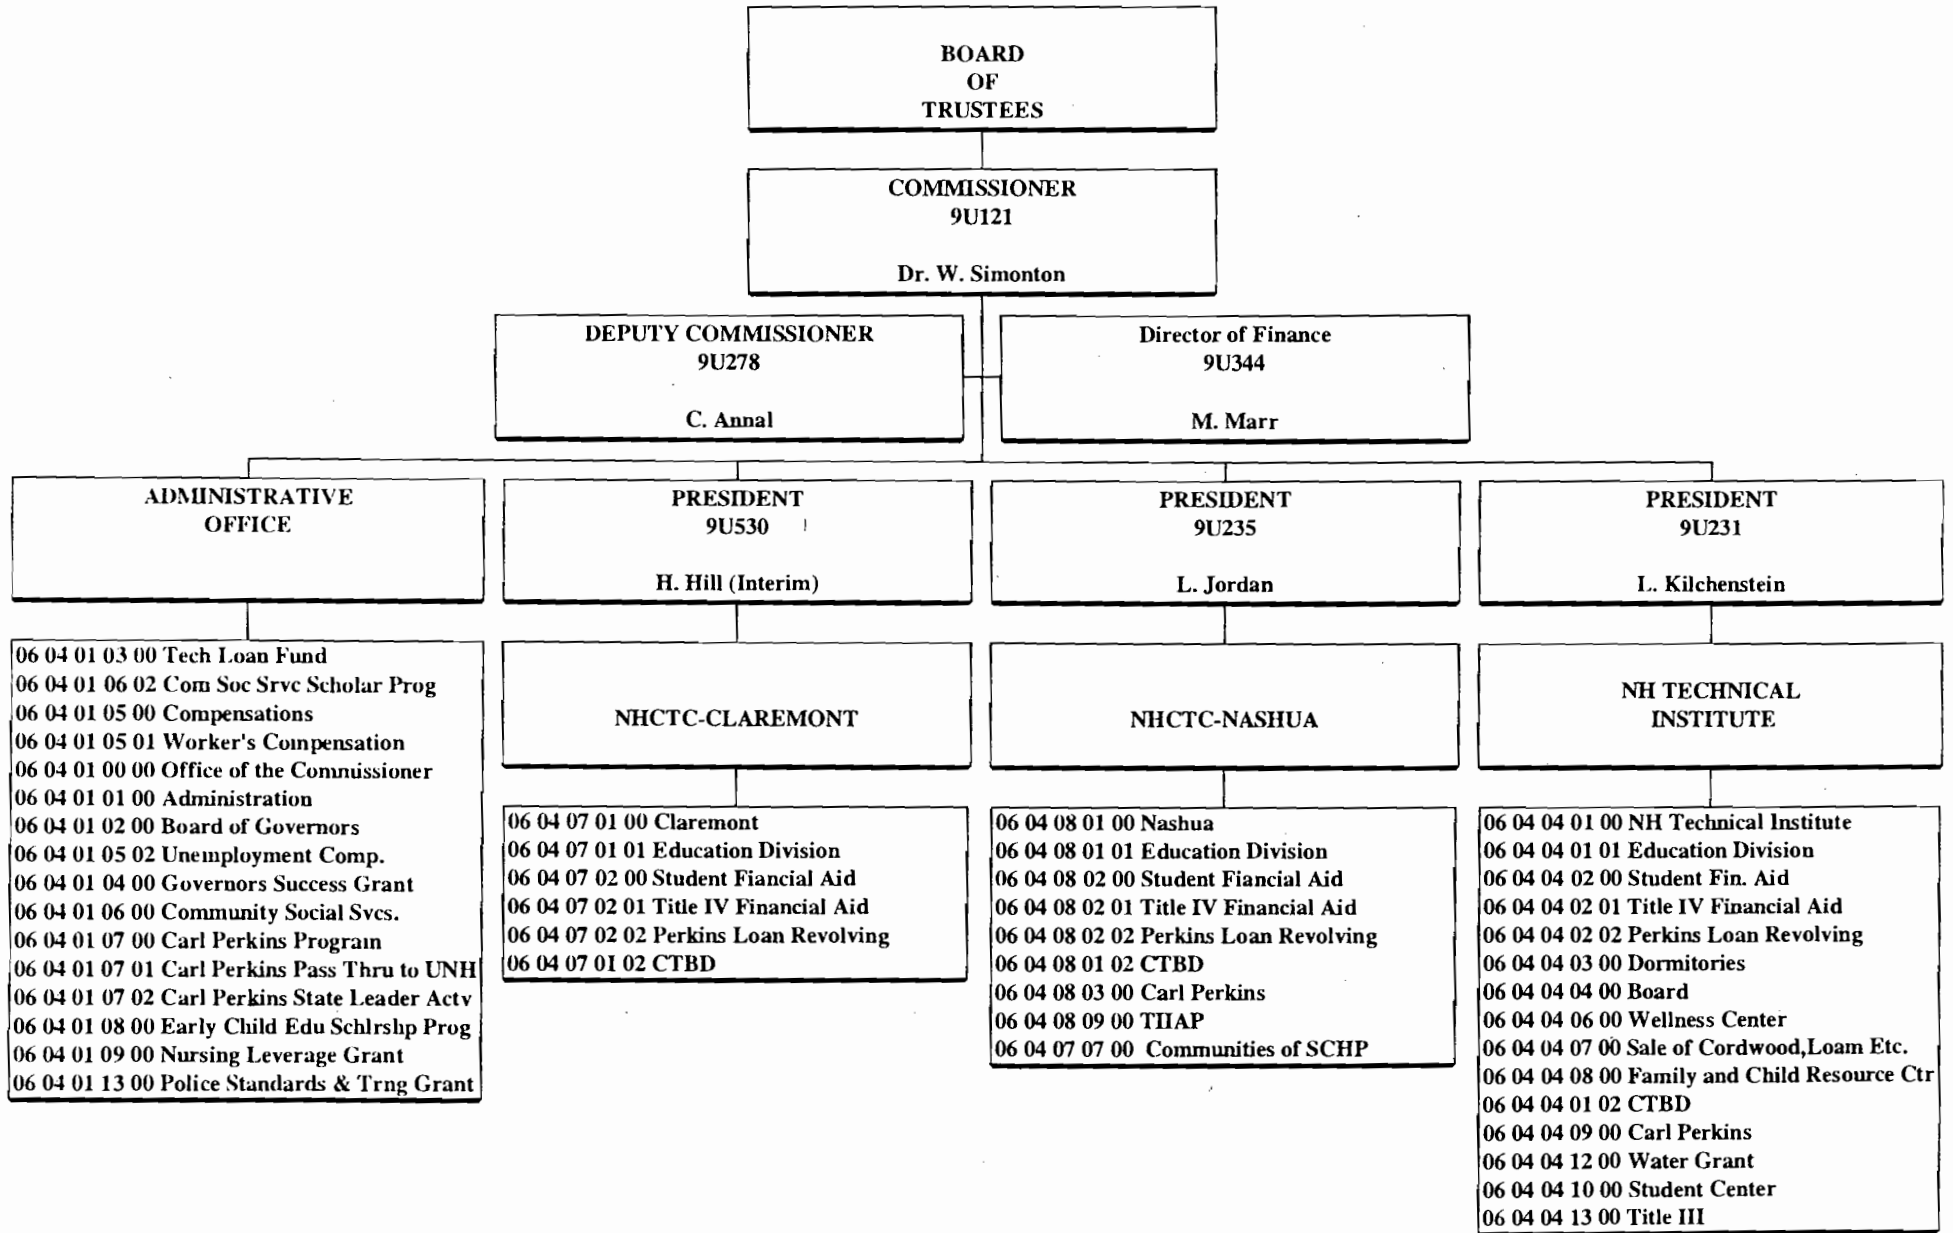 BOARD
OF
TRUSTEES
COMMISSIONER
9U121
Dr. W. Simonton
DEPUTY COMMISSIONER
9U278
C. Annal
Director of Finance
9U344
M. Marr
ADMINISTRATIVE
OFFICE
PRESIDENT
9U530
H. Hill (Interim)
PRESIDENT
9U235
L. Jordan
PRESIDENT
9U231
L. Kilchenstein
06 04 01 03 00 Tech Loan Fund
06 04 01 06 02 Com Soc Srvc Scholar Prog
06 04 01 05 00 Compensations
06 04 01 05 01 Worker's Compensation
06 04 01 00 00 Office of the Commissioner
06 04 01 01 00 Administration
06 04 01 02 00 Board of Governors
06 04 01 05 02 Unemployment Comp.
06 04 01 04 00 Governors Success Grant
06 04 01 06 00 Community Social Svcs.
06 04 01 07 00 Carl Perkins Program
06 04 01 07 01 Carl Perkins Pass Thru to UNH
06 04 01 07 02 Carl Perkins State Leader Actv
06 04 01 08 00 Early Child Edu Schlrshp Prog
06 04 01 09 00 Nursing Leverage Grant
06 04 01 13 00 Police Standards & Trng Grant
NHCTC-CLAREMONT
06 04 07 01 00 Claremont
06 04 07 01 01 Education Division
06 04 07 02 00 Student Fiancial Aid
06 04 07 02 01 Title IV Financial Aid
06 04 07 02 02 Perkins Loan Revolving
06 04 07 01 02 CTBD
NHCTC-NASHUA
06 04 08 01 00 Nashua
06 04 08 01 01 Education Division
06 04 08 02 00 Student Fiancial Aid
06 04 08 02 01 Title IV Financial Aid
06 04 08 02 02 Perkins Loan Revolving
06 04 08 01 02 CTBD
06 04 08 03 00 Carl Perkins
06 04 08 09 00 TIIAP
06 04 07 07 00 Communities of SCHP
NH TECHNICAL
INSTITUTE
06 04 04 01 00 NH Technical Institute
06 04 04 01 01 Education Division
06 04 04 02 00 Student Fin. Aid
06 04 04 02 01 Title IV Financial Aid
06 04 04 02 02 Perkins Loan Revolving
06 04 04 03 00 Dormitories
06 04 04 04 00 Board
06 04 04 06 00 Wellness Center
06 04 04 07 00 Sale of Cordwood,Loam Etc.
06 04 04 08 00 Family and Child Resource Ctr
06 04 04 01 02 CTBD
06 04 04 09 00 Carl Perkins
06 04 04 12 00 Water Grant
06 04 04 10 00 Student Center
06 04 04 13 00 Title III